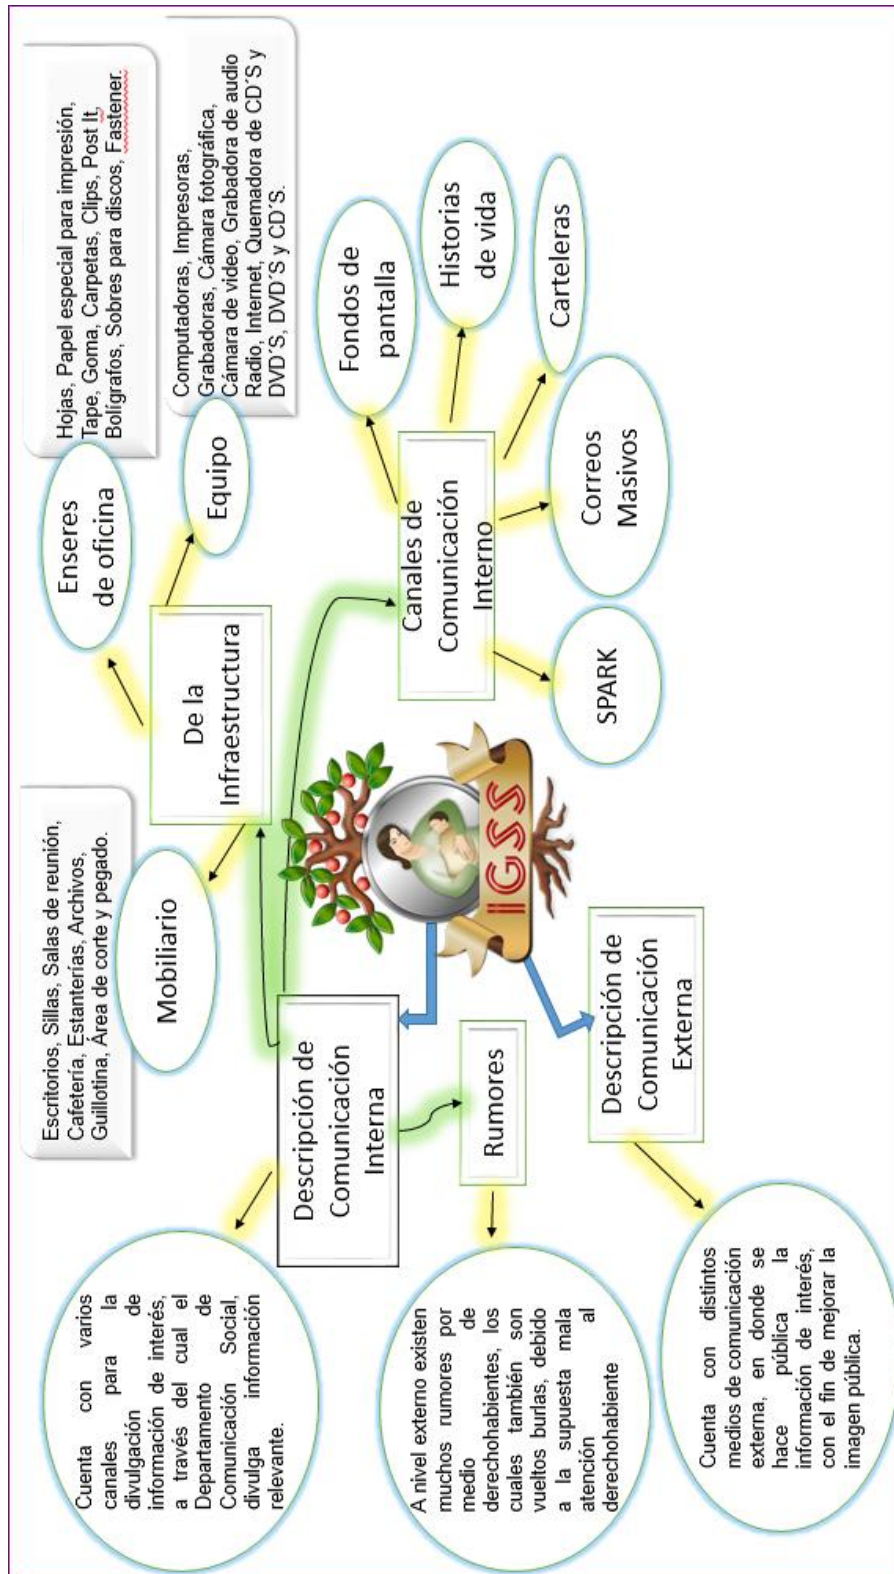 Escritorios, Sillas, Salas de reunión,
Cafetería, Estanterías, Archivos,
Guillotina, Área de corte y pegado.
Hojas, Papel especial para impresión,
Tape, Goma, Carpetas, Clips, Post It,
Bolígrafos, Sobres para discos, Fastener.
Enseres
de oficina
Mobiliario
De la
Infraestructura
Equipo
Computadoras, Impresoras,
Grabadoras, Cámara fotográfica,
Cámara de video, Grabadora de audio
Radio, Internet, Quemadora de CD´S y
DVD´S, DVD´S y CD´S.
Cuenta con varios
canales para la
divulgación de
información de interés,
a través del cual el
Departamento de
Comunicación Social,
divulga información
relevante.
Descripción de
Comunicación
Interna
Fondos de
pantalla
Canales de
Comunicación
Interno
Historias
de vida
Carteleras
Correos
Masivos
SPARK
IGSS
Rumores
A nivel externo existen
muchos rumores por
medio de
derechohabientes, los
cuales también son
vueltos burlas, debido
a la supuesta mala
atención al
derechohabiente
Descripción de
Comunicación
Externa
Cuenta con distintos
medios de comunicación
externa, en donde se
hace pública la
información de interés,
con el fin de mejorar la
imagen pública.